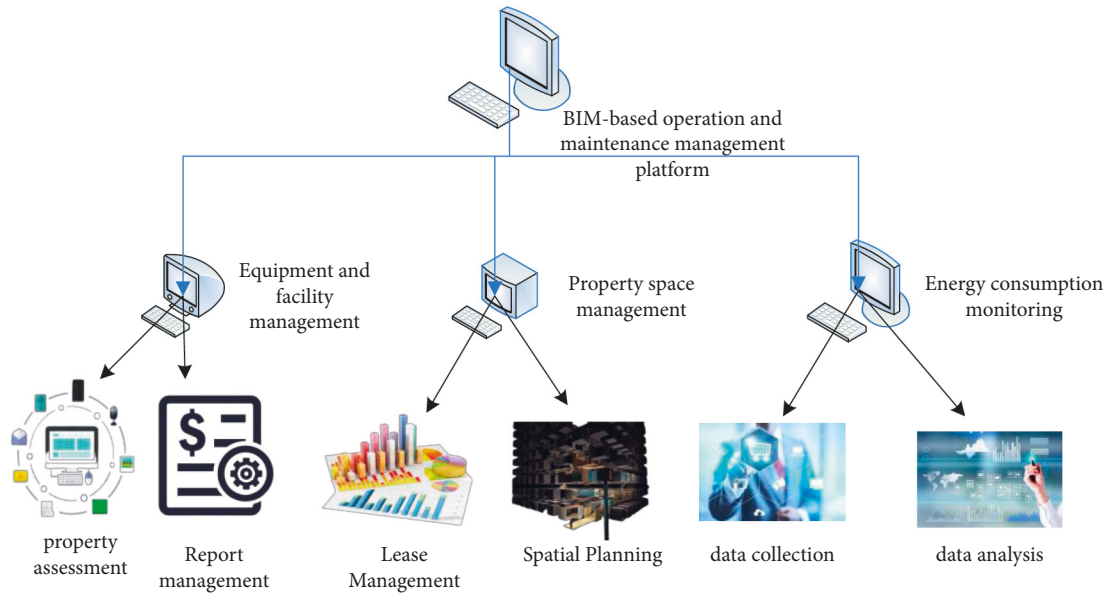 BIM-based operation and
maintenance management
platform
Equipment and
facility
management
Property space
management
Energy consumption
monitoring
property
assessment
Report
management
Lease
Management
Spatial Planning
data collection
data analysis